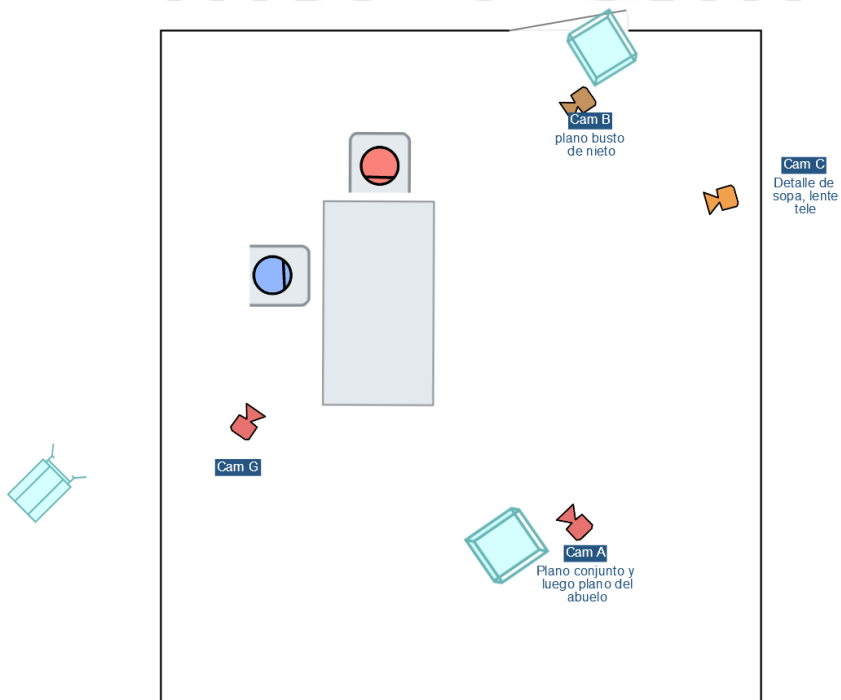 Cam B
plano busto
de nieto
Cam C
Detalle de
sopa, lente
tele
Cam G
Cam A
Plano conjunto y
luego plano del
abuelo